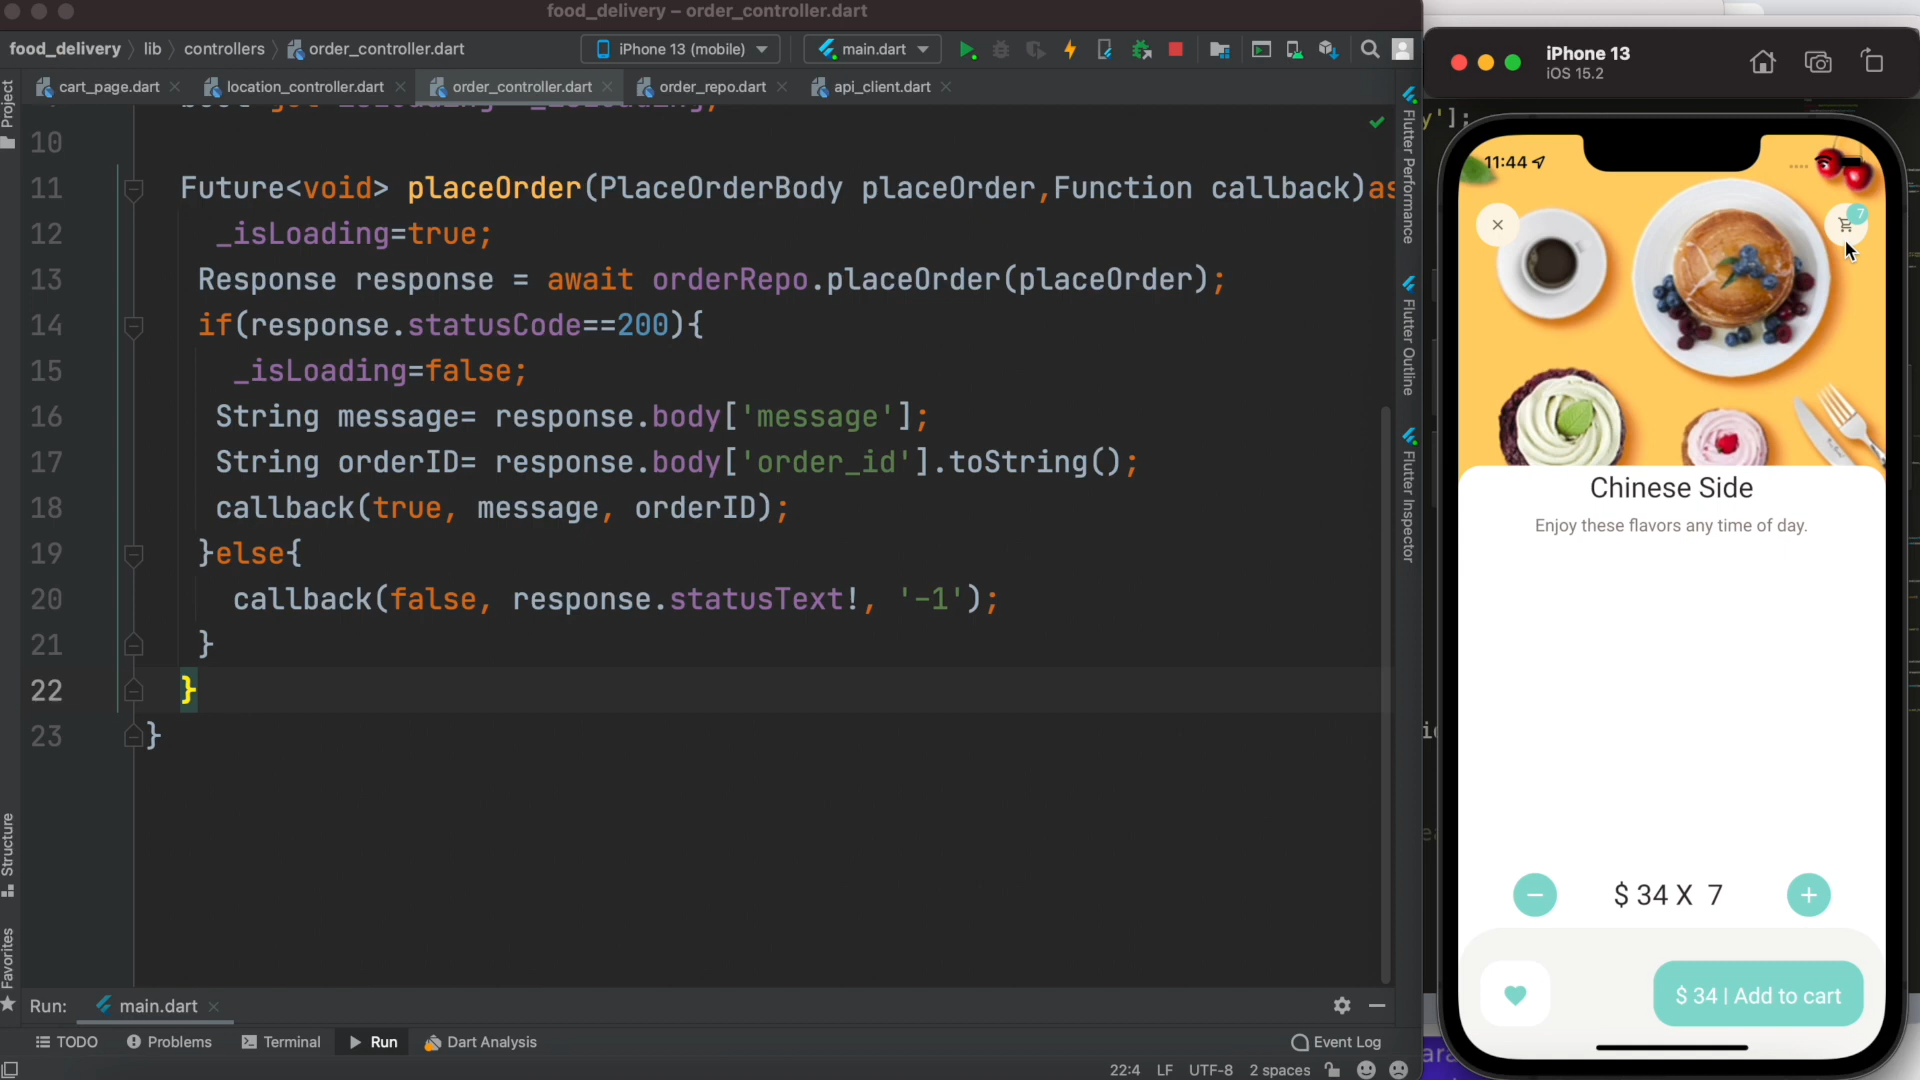 food_delivery – order_controller.dart
food_delivery lib controllers order_controller.dart
iPhone 13 (mobile)
main.dart
cart_page.dart
location_controller.dart
order_controller.dart
order_repo.dart
api_client.dart
Project
Structure
Favorites
10
11 Future<void> placeOrder(PlaceOrderBody placeOrder,Function callback)as
12 _isLoading=true;
13 Response response = await orderRepo.placeOrder(placeOrder);
14 if(response.statusCode==200){
15 _isLoading=false;
16 String message= response.body['message'];
17 String orderID= response.body['order_id'].toString();
18 callback(true, message, orderID);
19 }else{
20 callback(false, response.statusText!, '-1');
21 }
22 }
23 }
Flutter Performance
Flutter Outline
Flutter Inspector
Run: main.dart
TODO
Problems
Terminal
Run
Dart Analysis
Event Log
22:4 LF UTF-8 2 spaces
iPhone 13
iOS 15.2
y'];
11:44
7
Chinese Side
Enjoy these flavors any time of day.
$ 34 X 7
$ 34 | Add to cart